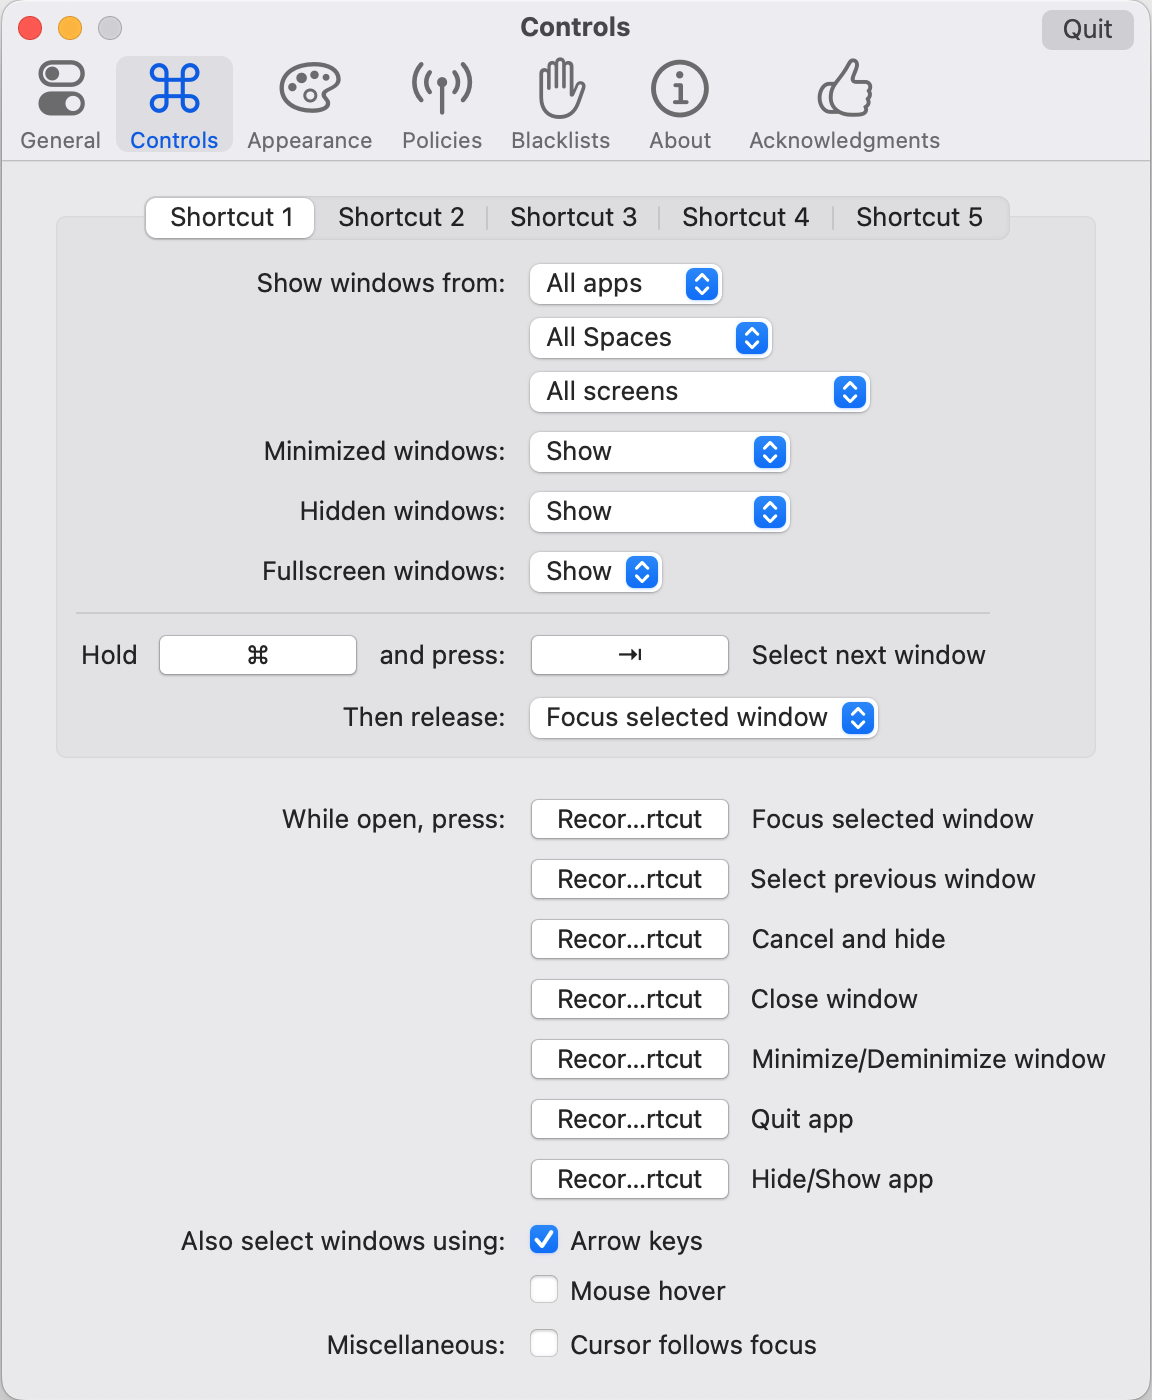 Controls
Quit
General Controls Appearance Policies Blacklists About Acknowledgments
Shortcut 1 Shortcut 2 Shortcut 3 Shortcut 4 Shortcut 5
Show windows from: All apps
All Spaces
All screens
Minimized windows: Show
Hidden windows: Show
Fullscreen windows: Show
Hold ⌘ and press: ⇥ Select next window
Then release: Focus selected window
While open, press: Recor...rtcut Focus selected window
Recor...rtcut Select previous window
Recor...rtcut Cancel and hide
Recor...rtcut Close window
Recor...rtcut Minimize/Deminimize window
Recor...rtcut Quit app
Recor...rtcut Hide/Show app
Also select windows using: Arrow keys
Mouse hover
Miscellaneous: Cursor follows focus